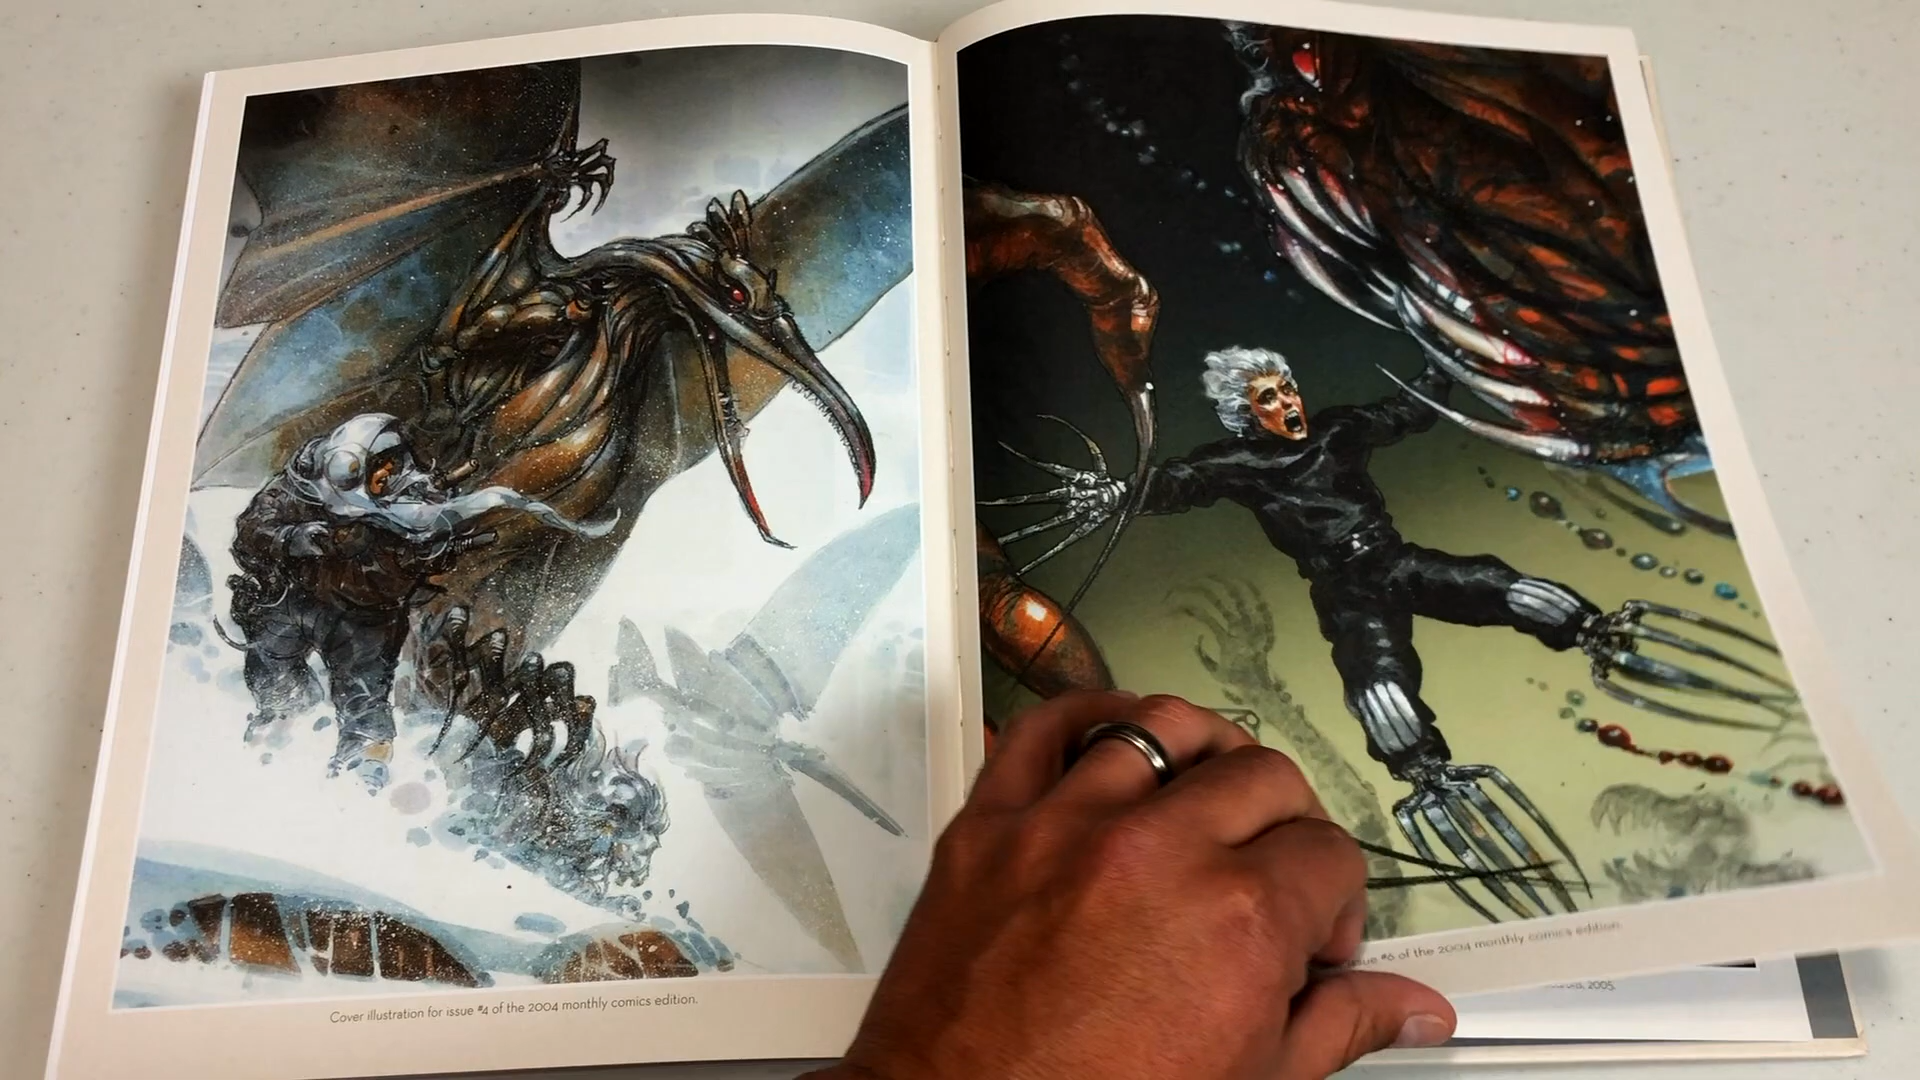 Cover illustration for issue #4 of the 2004 monthly comics edition.
issue #6 of the 2004 monthly comics edition.
2005.